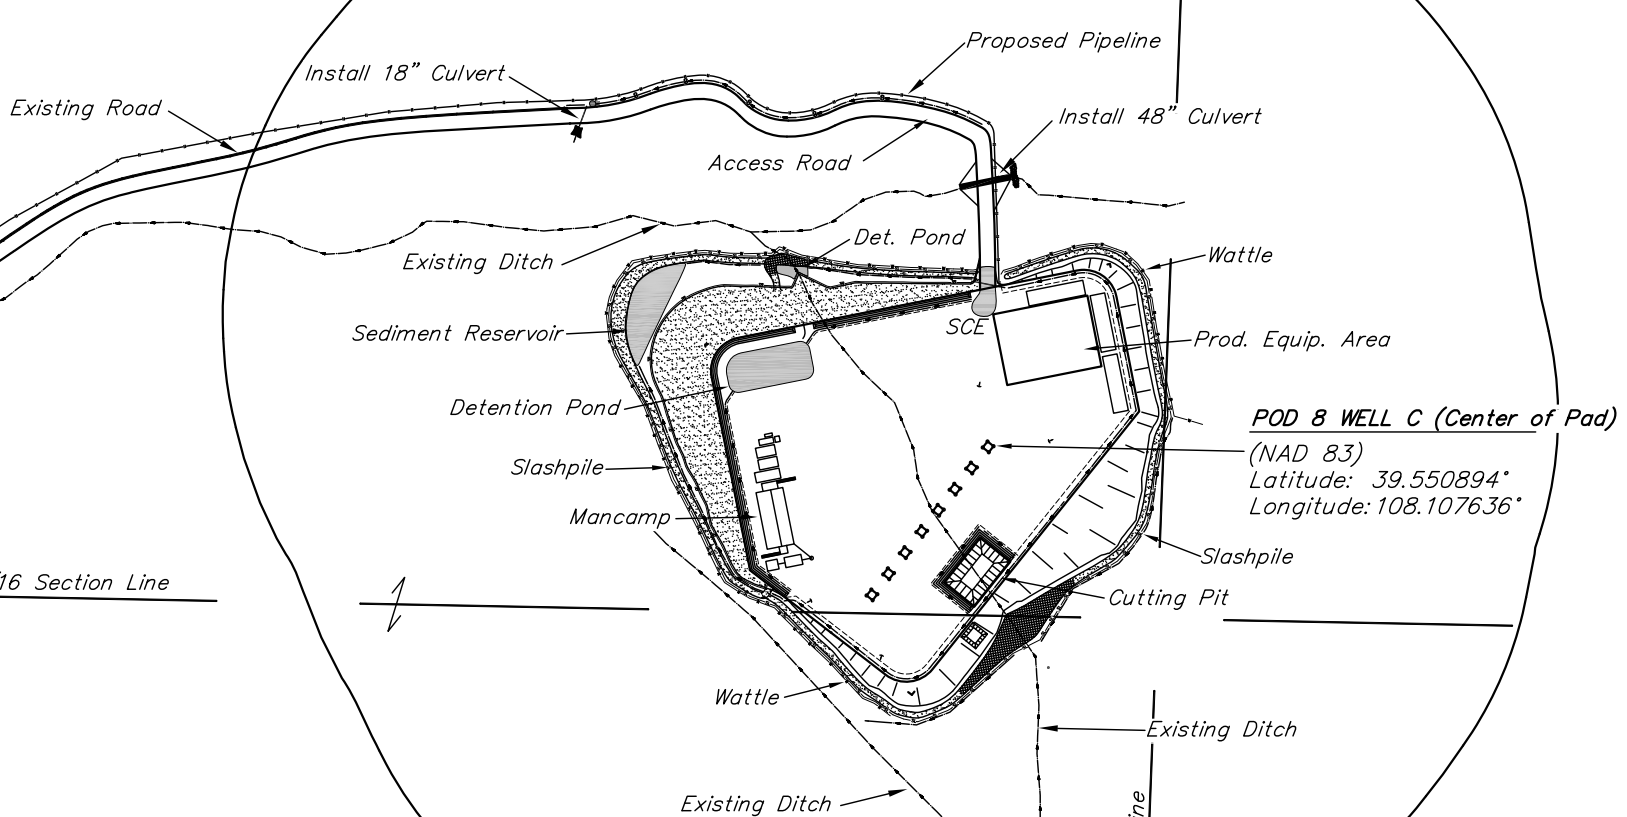 Proposed Pipeline
Install 18” Culvert
Existing Road
Install 48” Culvert
Access Road
Det. Pond
Existing Ditch
Wattle
SCE
Sediment Reservoir
Prod. Equip. Area
Detention Pond
POD 8 WELL C (Center of Pad)
(NAD 83)
Latitude: 39.550894°
Longitude: 108.107636°
Slashpile
Mancamp
Slashpile
16 Section Line
Cutting Pit
Wattle
Existing Ditch
Existing Ditch
ine